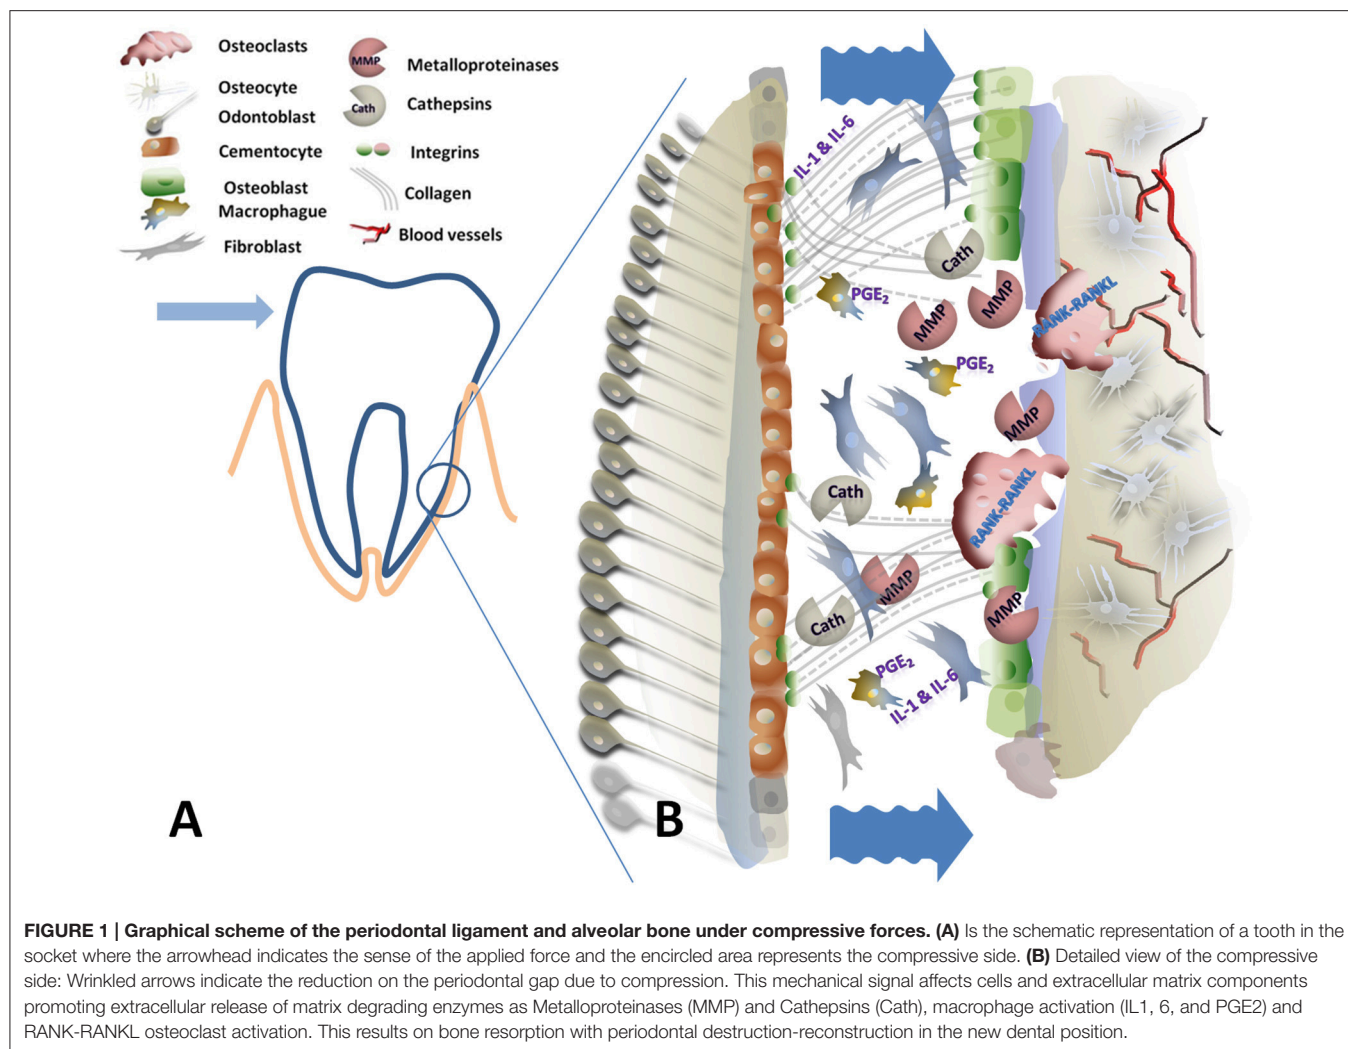 Osteoclasts
Osteocyte
Odontoblast
Cementocyte
Osteoblast
Macrophague
Fibroblast
MMP
Metalloproteinases
Cath
Cathepsins
Integrins
Collagen
Blood vessels
A
B
IL-1 & IL-6
Cath
PGE2
MMP
MMP
RANK-RANKL
PGE2
MMP
Cath
RANK-RANKL
MMP
Cath
MMP
PGE2
IL-1 & IL-6
FIGURE 1 | Graphical scheme of the periodontal ligament and alveolar bone under compressive forces. (A) Is the schematic representation of a tooth in the
socket where the arrowhead indicates the sense of the applied force and the encircled area represents the compressive side. (B) Detailed view of the compressive
side: Wrinkled arrows indicate the reduction on the periodontal gap due to compression. This mechanical signal affects cells and extracellular matrix components
promoting extracellular release of matrix degrading enzymes as Metalloproteinases (MMP) and Cathepsins (Cath), macrophage activation (IL1, 6, and PGE2) and
RANK-RANKL osteoclast activation. This results on bone resorption with periodontal destruction-reconstruction in the new dental position.